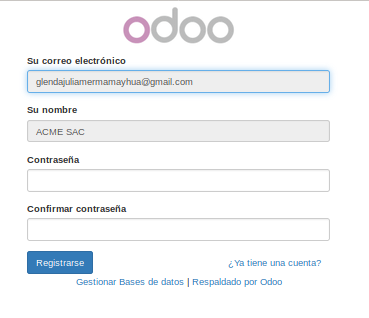 odoo
Su correo electrónico
glendajuliamermamayhua@gmail.com
Su nombre
ACME SAC
Contraseña
Confirmar contraseña
Registrarse
¿Ya tiene una cuenta?
Gestionar Bases de datos | Respaldado por Odoo